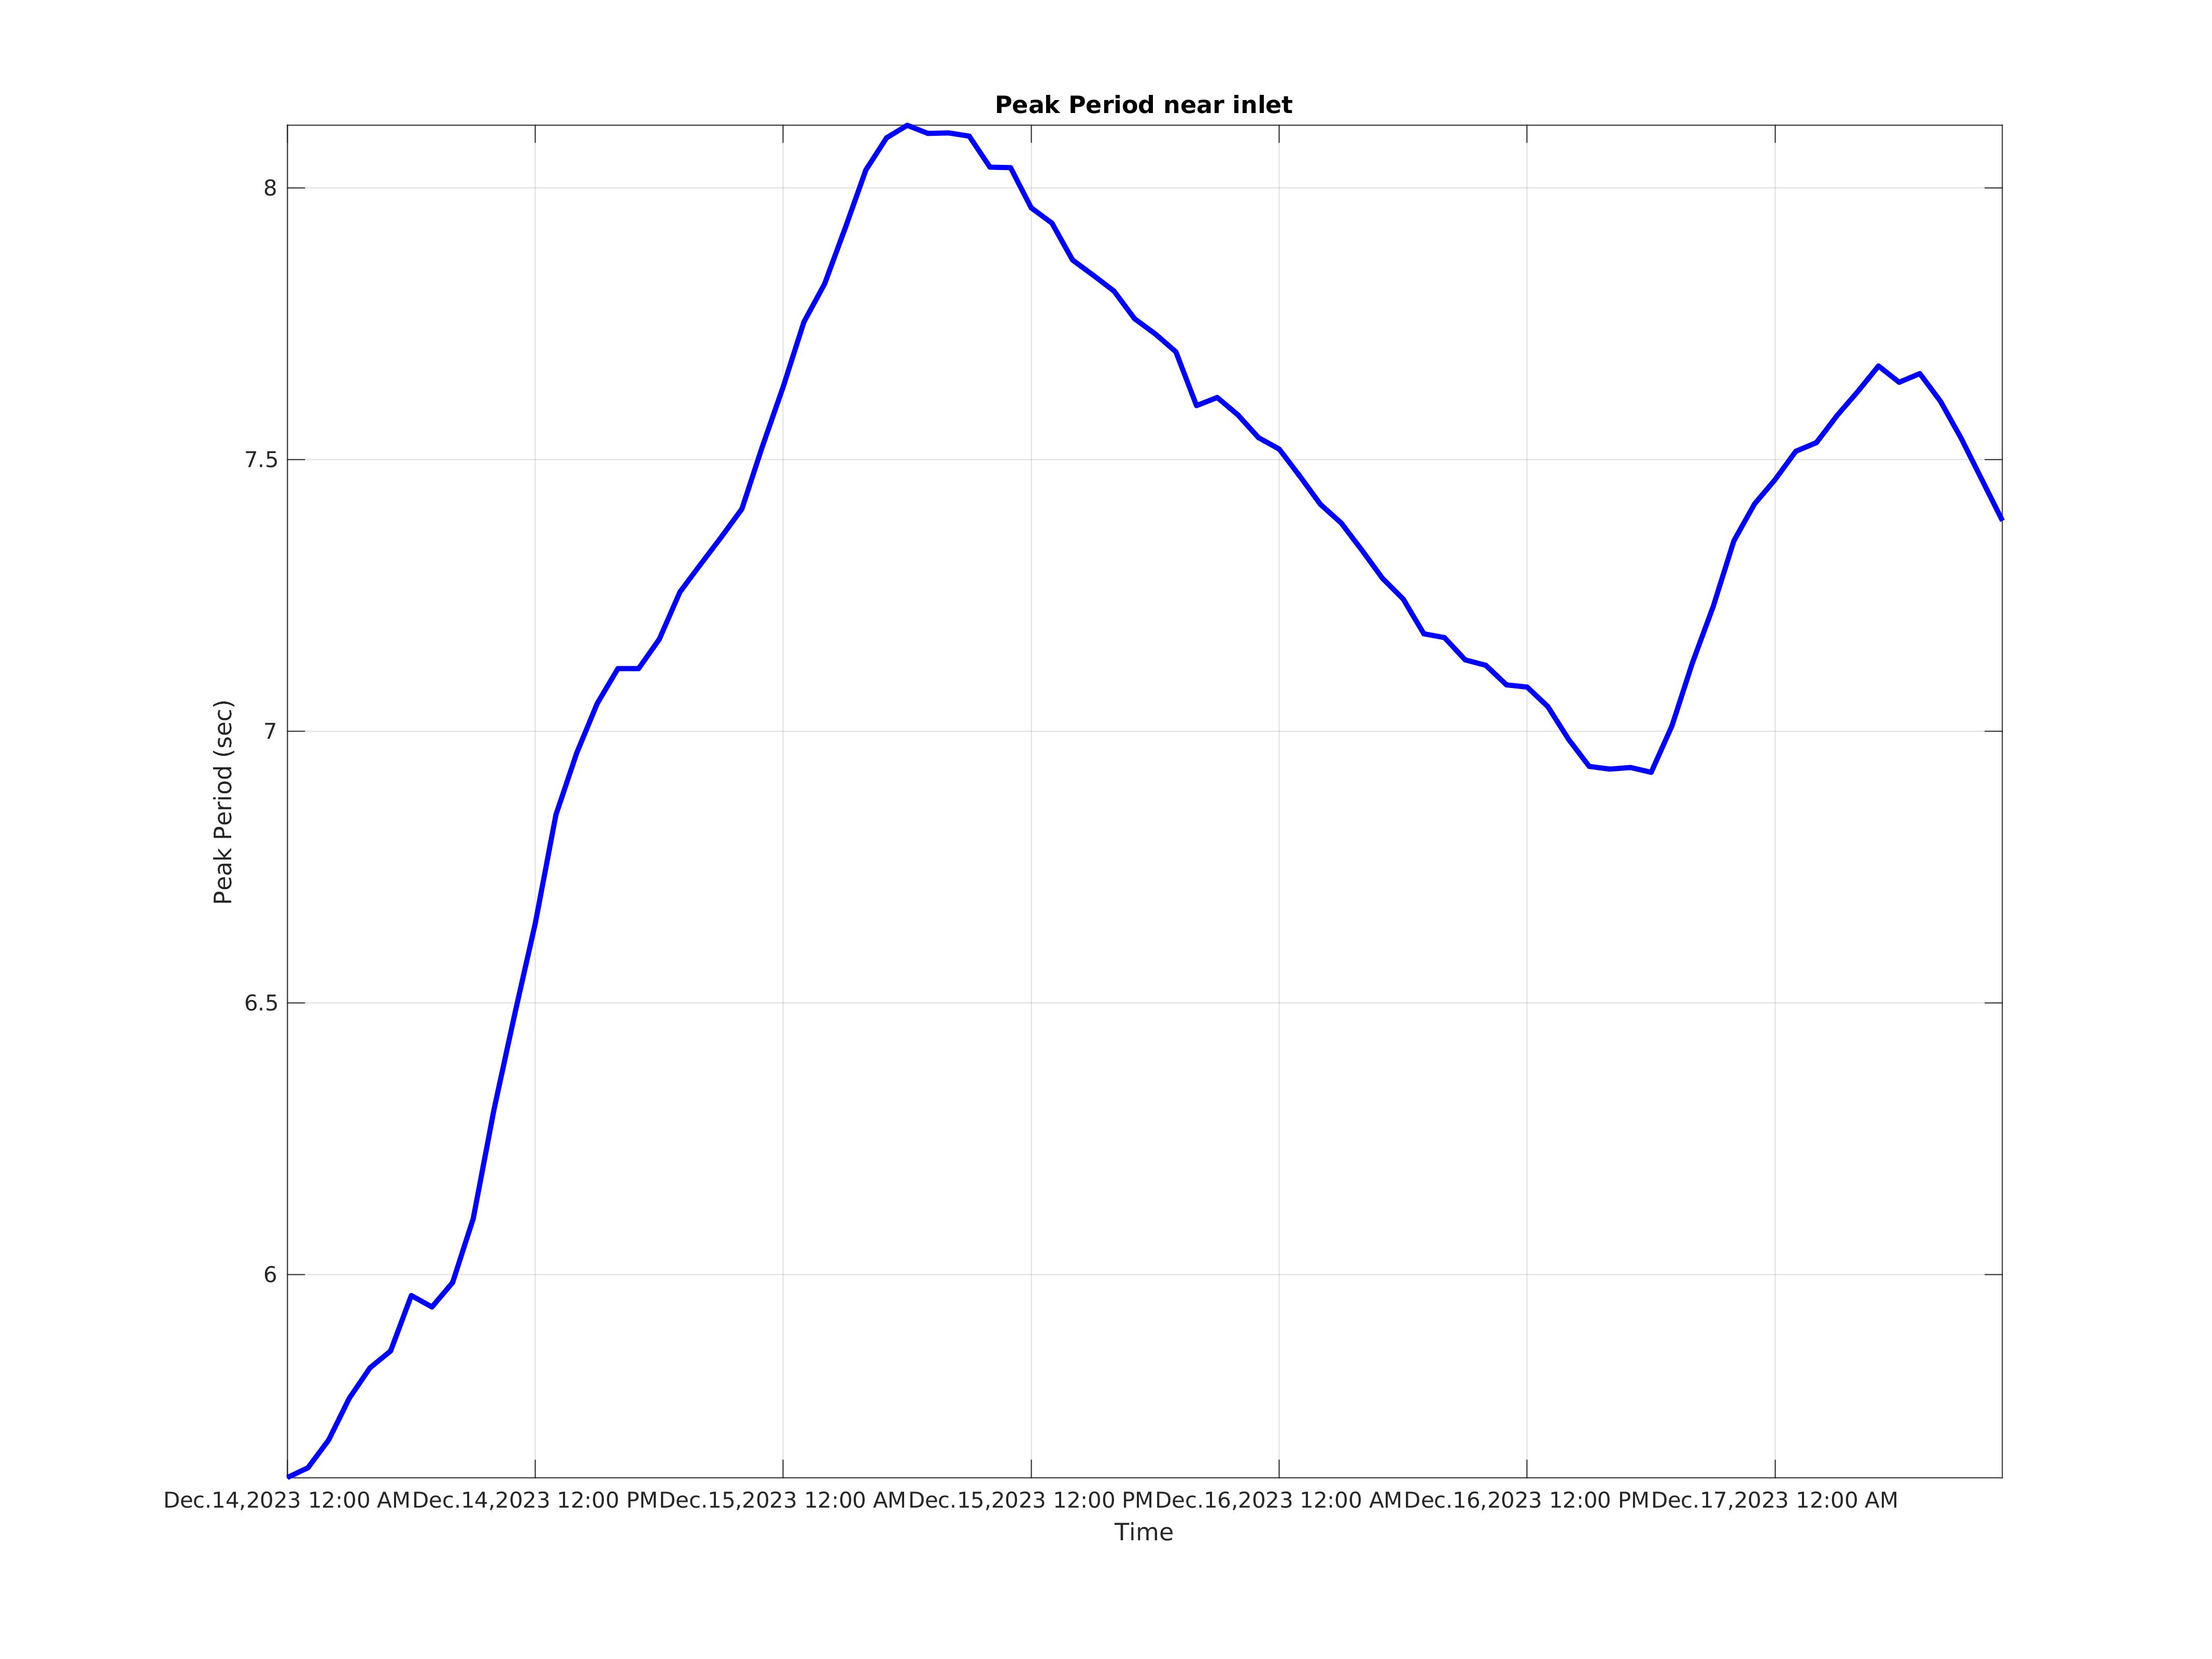 Peak Period near inlet
8
7.5
7
6.5
6
Peak Period (sec)
Dec.14,2023 12:00 AM Dec.14,2023 12:00 PM Dec.15,2023 12:00 AM Dec.15,2023 12:00 PM Dec.16,2023 12:00 AM Dec.16,2023 12:00 PM Dec.17,2023 12:00 AM
Time